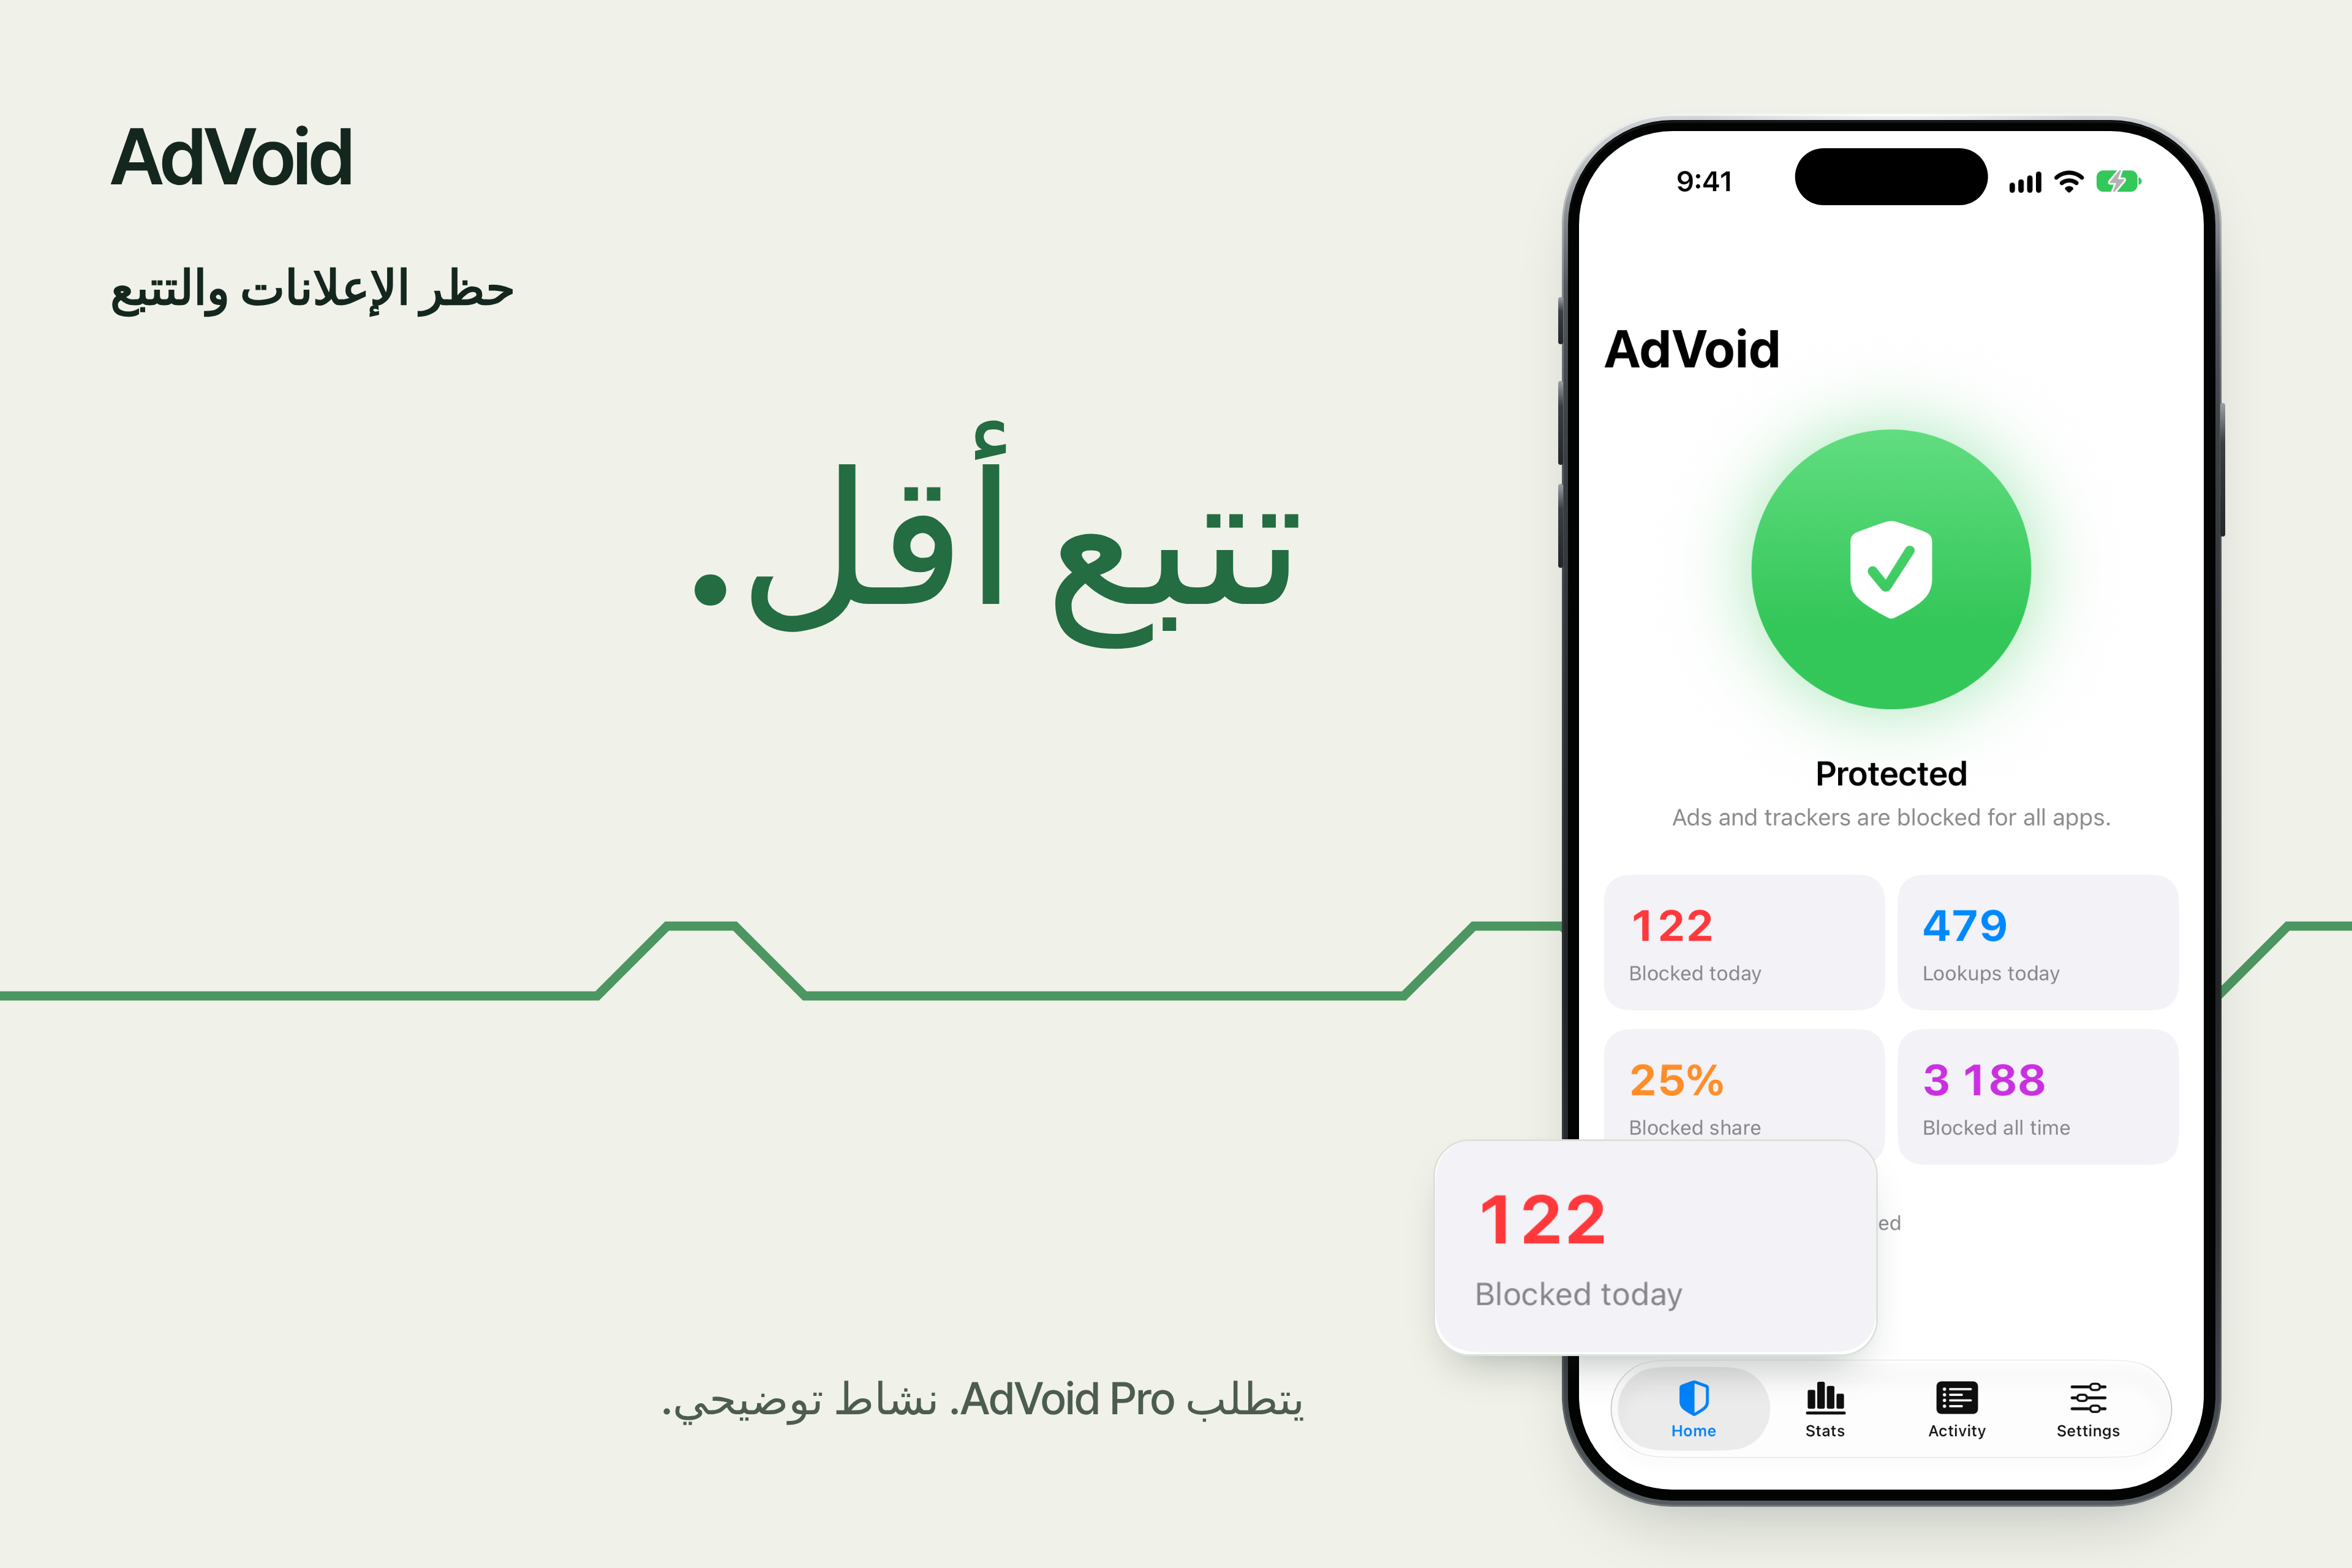 AdVoid
حظر الإعلانات والتتبع
تتبع أقل.
يتطلب AdVoid Pro. نشاط توضيحي.
9:41
AdVoid
Protected
Ads and trackers are blocked for all apps.
122
Blocked today
479
Lookups today
25%
Blocked share
3 188
Blocked all time
122
Blocked today
ed
Home
Stats
Activity
Settings